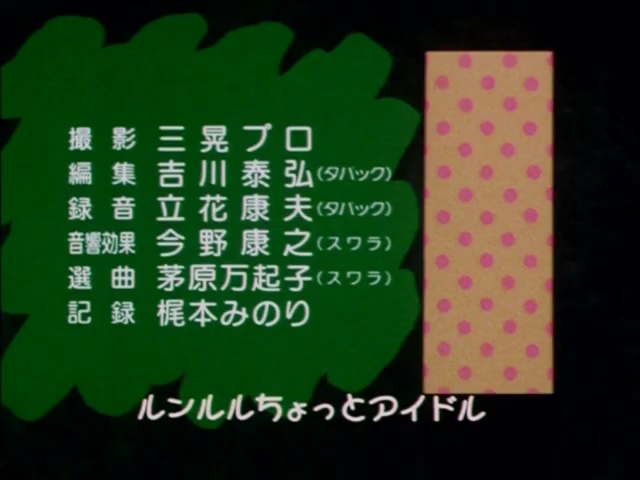 撮影 三晃プロ
編集 吉川泰弘(タバック)
録音 立花康夫(タバック)
音響効果 今野康之(スワラ)
選曲 茅原万起子(スワラ)
記録 梶本みのり
ルンルルちょっとアイドル